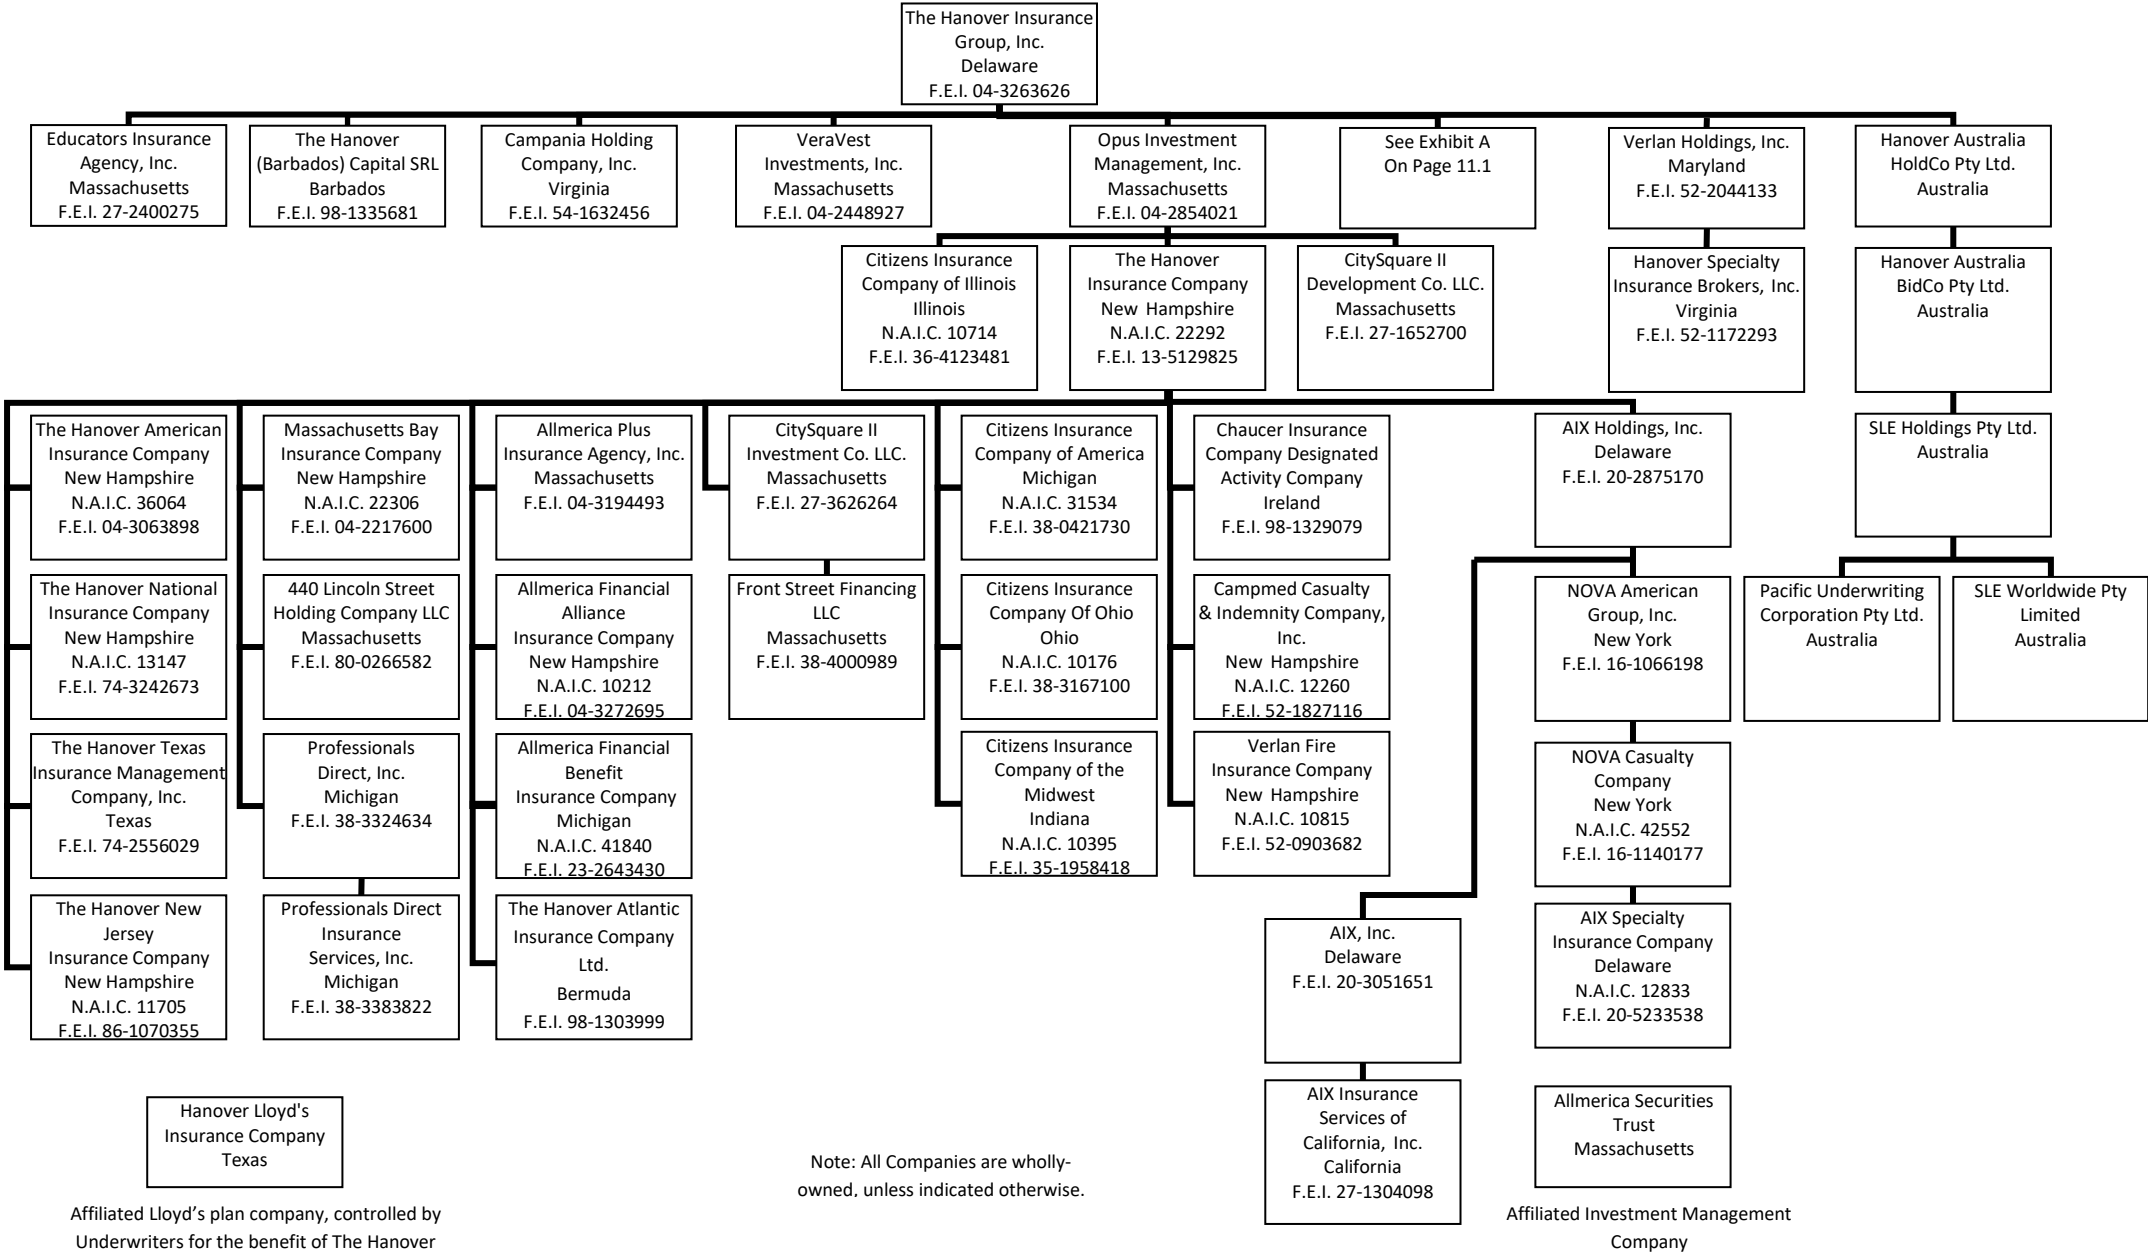 The Hanover Insurance
Group, Inc.
Delaware
F.E.I. 04-3263626
Educators Insurance
Agency, Inc.
Massachusetts
F.E.I. 27-2400275
The Hanover
(Barbados) Capital SRL
Barbados
F.E.I. 98-1335681
Campania Holding
Company, Inc.
Virginia
F.E.I. 54-1632456
VeraVest
Investments, Inc.
Massachusetts
F.E.I. 04-2448927
Opus Investment
Management, Inc.
Massachusetts
F.E.I. 04-2854021
See Exhibit A
On Page 11.1
Verlan Holdings, Inc.
Maryland
F.E.I. 52-2044133
Hanover Australia
HoldCo Pty Ltd.
Australia
Citizens Insurance
Company of Illinois
Illinois
N.A.I.C. 10714
F.E.I. 36-4123481
The Hanover
Insurance Company
New Hampshire
N.A.I.C. 22292
F.E.I. 13-5129825
CitySquare II
Development Co. LLC.
Massachusetts
F.E.I. 27-1652700
Hanover Specialty
Insurance Brokers, Inc.
Virginia
F.E.I. 52-1172293
Hanover Australia
BidCo Pty Ltd.
Australia
The Hanover American
Insurance Company
New Hampshire
N.A.I.C. 36064
F.E.I. 04-3063898
Massachusetts Bay
Insurance Company
New Hampshire
N.A.I.C. 22306
F.E.I. 04-2217600
Allmerica Plus
Insurance Agency, Inc.
Massachusetts
F.E.I. 04-3194493
CitySquare II
Investment Co. LLC.
Massachusetts
F.E.I. 27-3626264
Citizens Insurance
Company of America
Michigan
N.A.I.C. 31534
F.E.I. 38-0421730
Chaucer Insurance
Company Designated
Activity Company
Ireland
F.E.I. 98-1329079
AIX Holdings, Inc.
Delaware
F.E.I. 20-2875170
SLE Holdings Pty Ltd.
Australia
The Hanover National
Insurance Company
New Hampshire
N.A.I.C. 13147
F.E.I. 74-3242673
440 Lincoln Street
Holding Company LLC
Massachusetts
F.E.I. 80-0266582
Allmerica Financial
Alliance
Insurance Company
New Hampshire
N.A.I.C. 10212
F.E.I. 04-3272695
Front Street Financing
LLC
Massachusetts
F.E.I. 38-4000989
Citizens Insurance
Company Of Ohio
Ohio
N.A.I.C. 10176
F.E.I. 38-3167100
Campmed Casualty
& Indemnity Company,
Inc.
New Hampshire
N.A.I.C. 12260
F.E.I. 52-1827116
NOVA American
Group, Inc.
New York
F.E.I. 16-1066198
Pacific Underwriting
Corporation Pty Ltd.
Australia
SLE Worldwide Pty
Limited
Australia
The Hanover Texas
Insurance Management
Company, Inc.
Texas
F.E.I. 74-2556029
Professionals
Direct, Inc.
Michigan
F.E.I. 38-3324634
Allmerica Financial
Benefit
Insurance Company
Michigan
N.A.I.C. 41840
F.E.I. 23-2643430
Citizens Insurance
Company of the
Midwest
Indiana
N.A.I.C. 10395
F.E.I. 35-1958418
Verlan Fire
Insurance Company
New Hampshire
N.A.I.C. 10815
F.E.I. 52-0903682
NOVA Casualty
Company
New York
N.A.I.C. 42552
F.E.I. 16-1140177
The Hanover New
Jersey
Insurance Company
New Hampshire
N.A.I.C. 11705
F.E.I. 86-1070355
Professionals Direct
Insurance
Services, Inc.
Michigan
F.E.I. 38-3383822
The Hanover Atlantic
Insurance Company
Ltd.
Bermuda
F.E.I. 98-1303999
AIX, Inc.
Delaware
F.E.I. 20-3051651
AIX Specialty
Insurance Company
Delaware
N.A.I.C. 12833
F.E.I. 20-5233538
Hanover Lloyd's
Insurance Company
Texas
Affiliated Lloyd’s plan company, controlled by
Underwriters for the benefit of The Hanover
Note: All Companies are wholly-
owned, unless indicated otherwise.
AIX Insurance
Services of
California, Inc.
California
F.E.I. 27-1304098
Allmerica Securities
Trust
Massachusetts
Affiliated Investment Management
Company